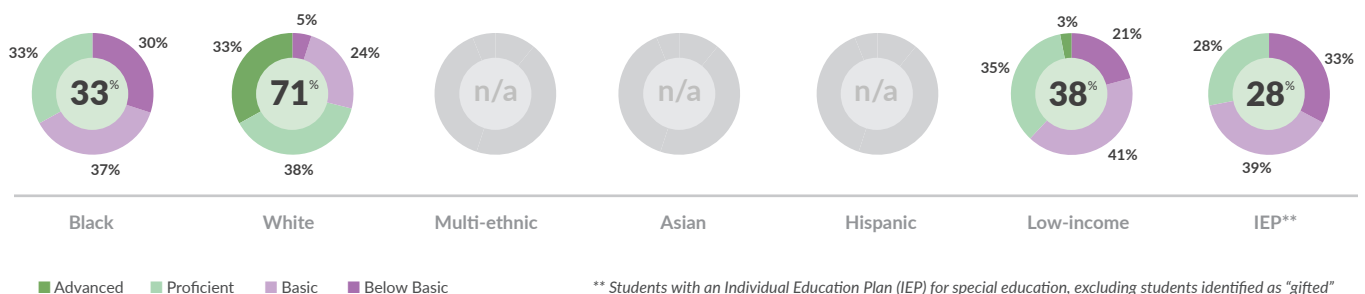 5%
3%
33%
30%
33%
24%
35%
21%
28%
33%
33%
71%
n/a
n/a
n/a
38%
28%
37%
38%
41%
39%
Black
White
Multi-ethnic
Asian
Hispanic
Low-income
IEP**
Advanced
Proficient
Basic
Below Basic
** Students with an Individual Education Plan (IEP) for special education, excluding students identified as “gifted”